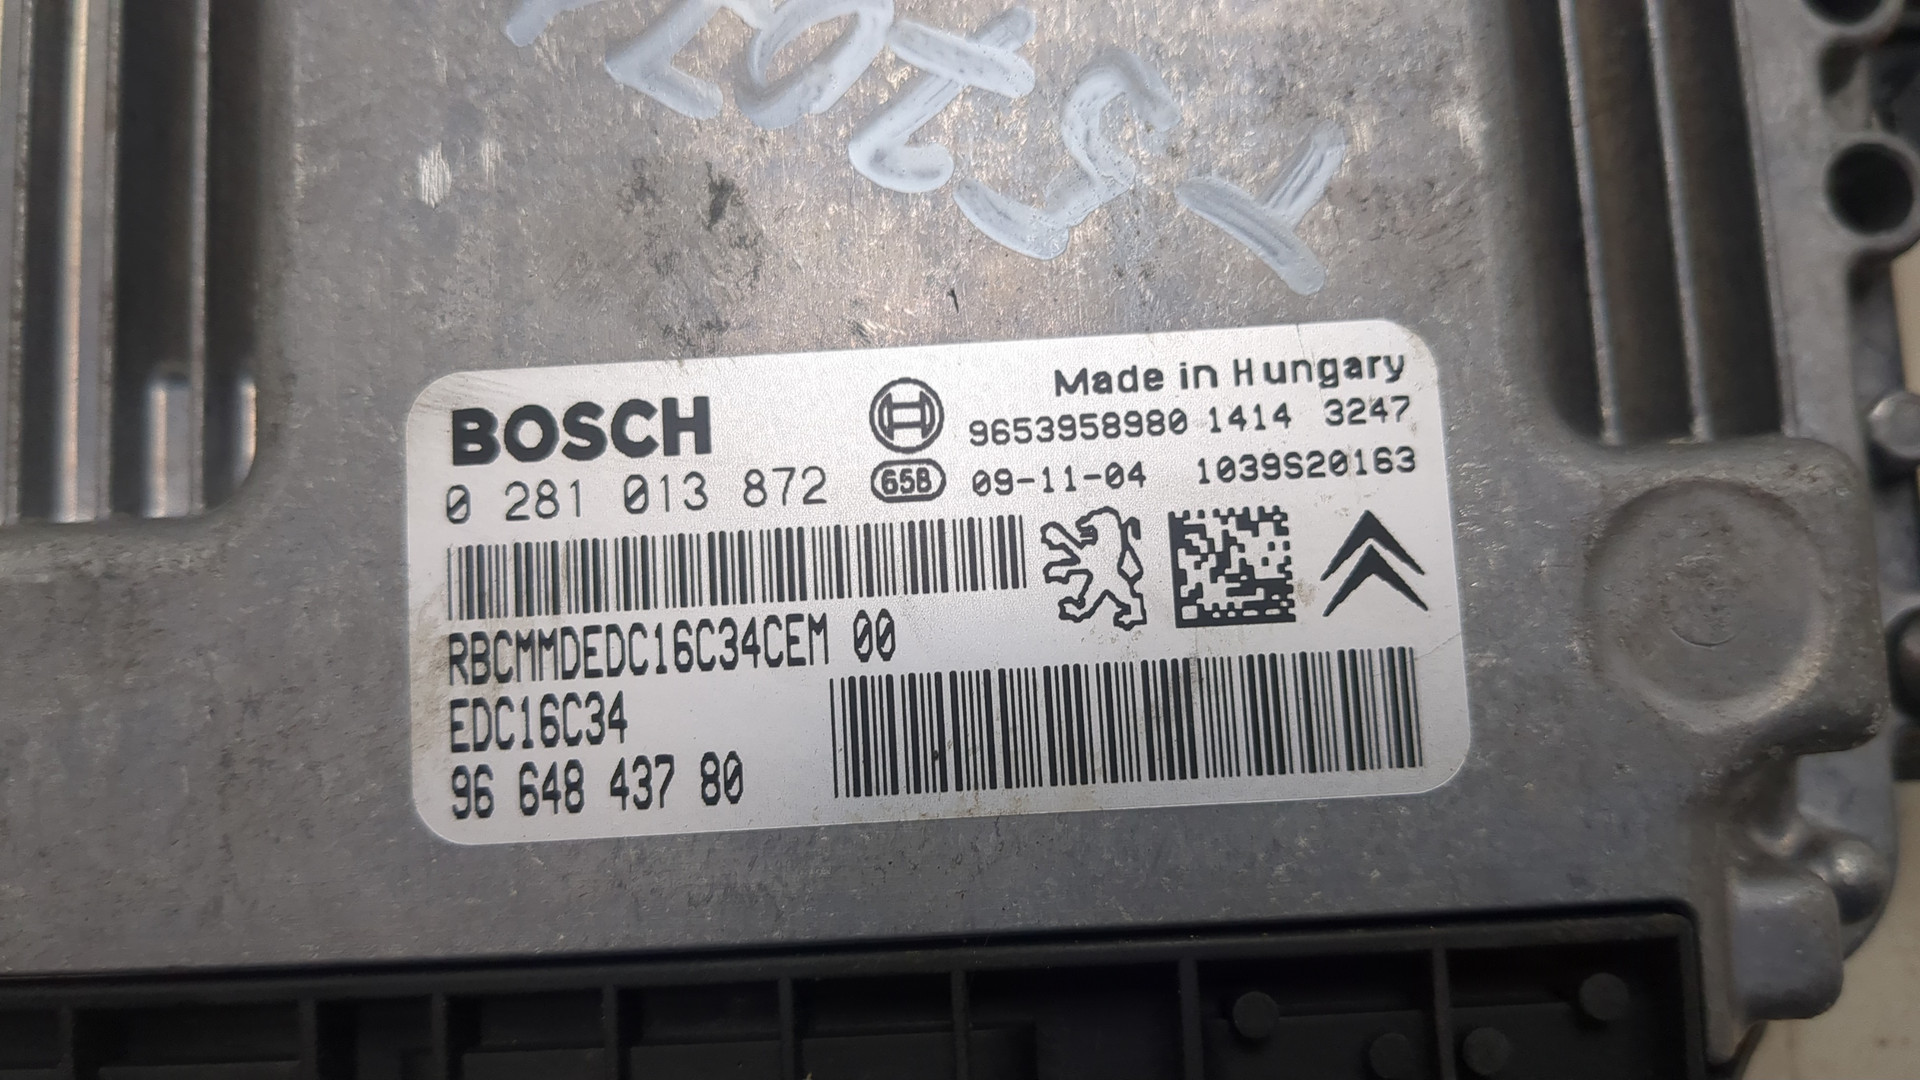 BOSCH
Made in Hungary
9653958980 1414 3247
0 281 013 872
65B 09-11-04 1039S20163
RBCMMDEDC16C34CEM 00
EDC16C34
96 648 437 80